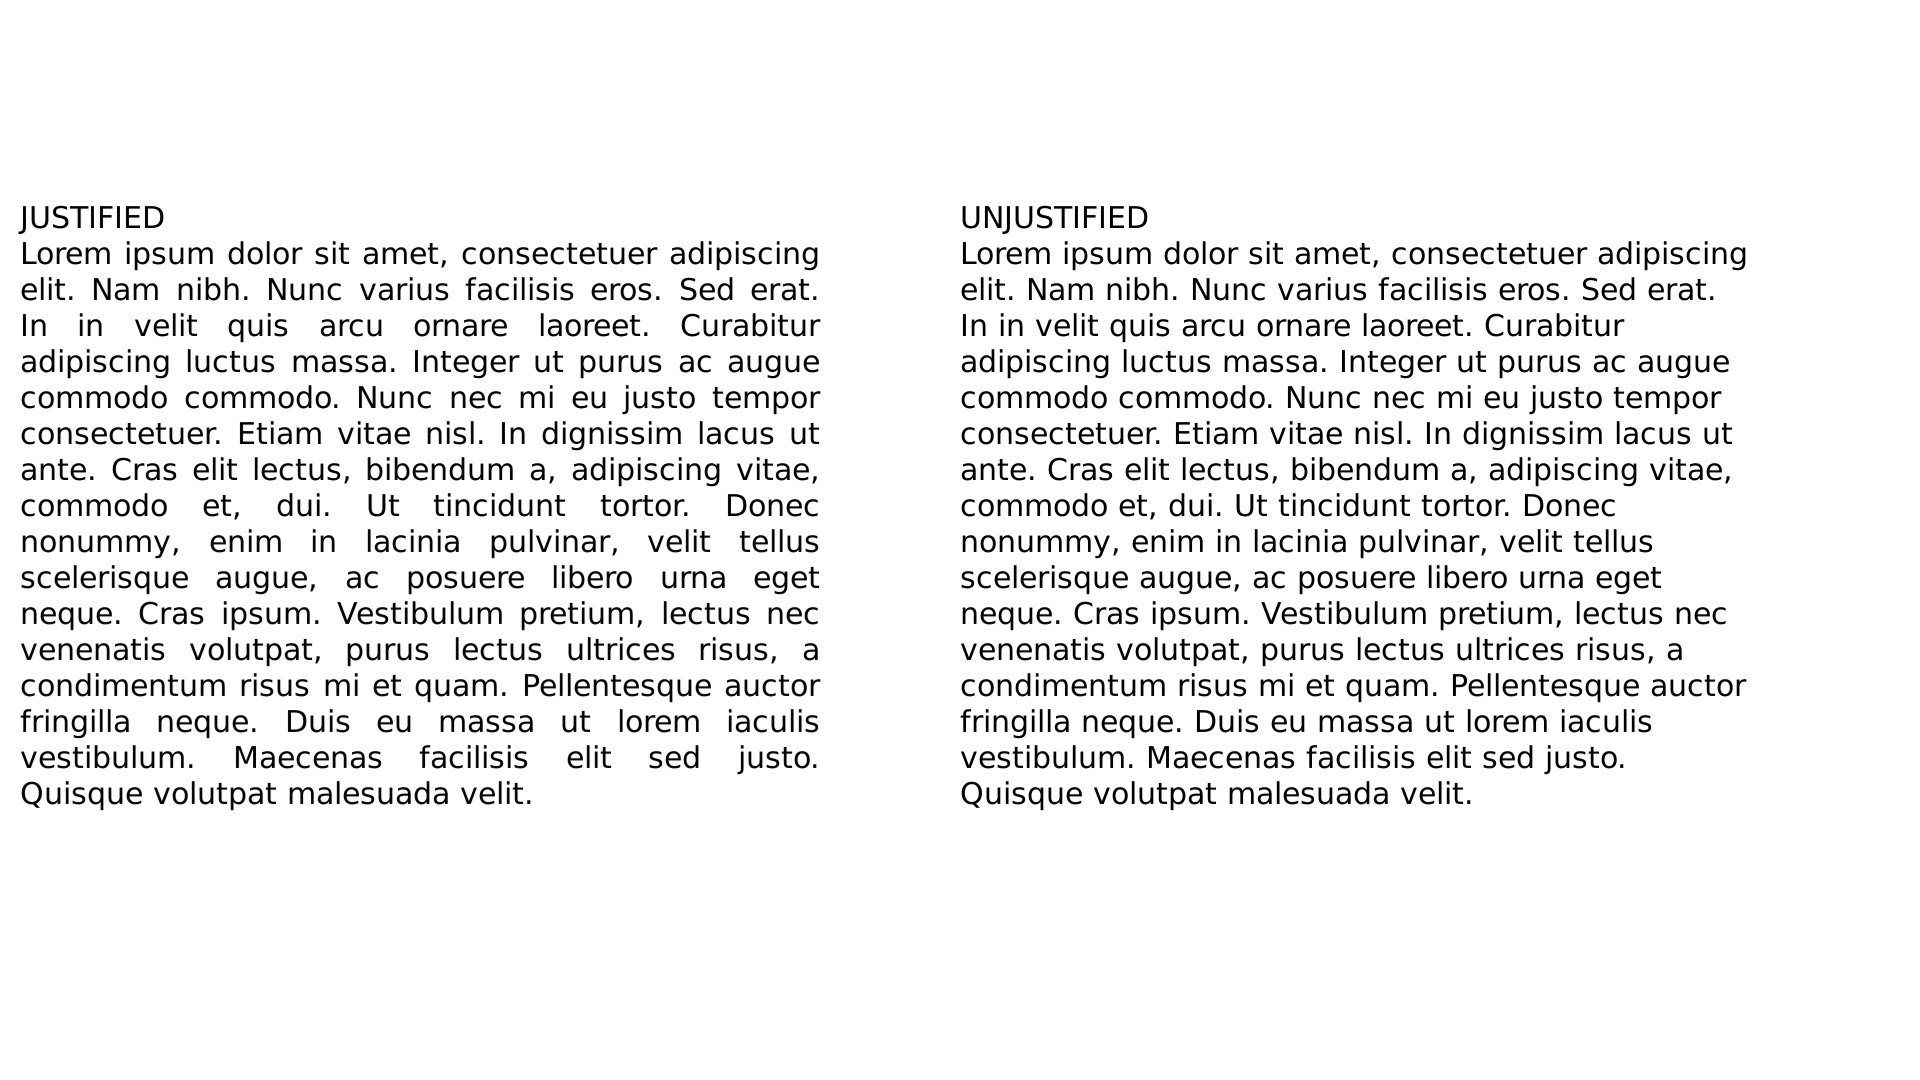 JUSTIFIED
Lorem ipsum dolor sit amet, consectetuer adipiscing
elit. Nam nibh. Nunc varius facilisis eros. Sed erat.
In in velit quis arcu ornare laoreet. Curabitur
adipiscing luctus massa. Integer ut purus ac augue
commodo commodo. Nunc nec mi eu justo tempor
consectetuer. Etiam vitae nisl. In dignissim lacus ut
ante. Cras elit lectus, bibendum a, adipiscing vitae,
commodo et, dui. Ut tincidunt tortor. Donec
nonummy, enim in lacinia pulvinar, velit tellus
scelerisque augue, ac posuere libero urna eget
neque. Cras ipsum. Vestibulum pretium, lectus nec
venenatis volutpat, purus lectus ultrices risus, a
condimentum risus mi et quam. Pellentesque auctor
fringilla neque. Duis eu massa ut lorem iaculis
vestibulum. Maecenas facilisis elit sed justo.
Quisque volutpat malesuada velit.
UNJUSTIFIED
Lorem ipsum dolor sit amet, consectetuer adipiscing
elit. Nam nibh. Nunc varius facilisis eros. Sed erat.
In in velit quis arcu ornare laoreet. Curabitur
adipiscing luctus massa. Integer ut purus ac augue
commodo commodo. Nunc nec mi eu justo tempor
consectetuer. Etiam vitae nisl. In dignissim lacus ut
ante. Cras elit lectus, bibendum a, adipiscing vitae,
commodo et, dui. Ut tincidunt tortor. Donec
nonummy, enim in lacinia pulvinar, velit tellus
scelerisque augue, ac posuere libero urna eget
neque. Cras ipsum. Vestibulum pretium, lectus nec
venenatis volutpat, purus lectus ultrices risus, a
condimentum risus mi et quam. Pellentesque auctor
fringilla neque. Duis eu massa ut lorem iaculis
vestibulum. Maecenas facilisis elit sed justo.
Quisque volutpat malesuada velit.